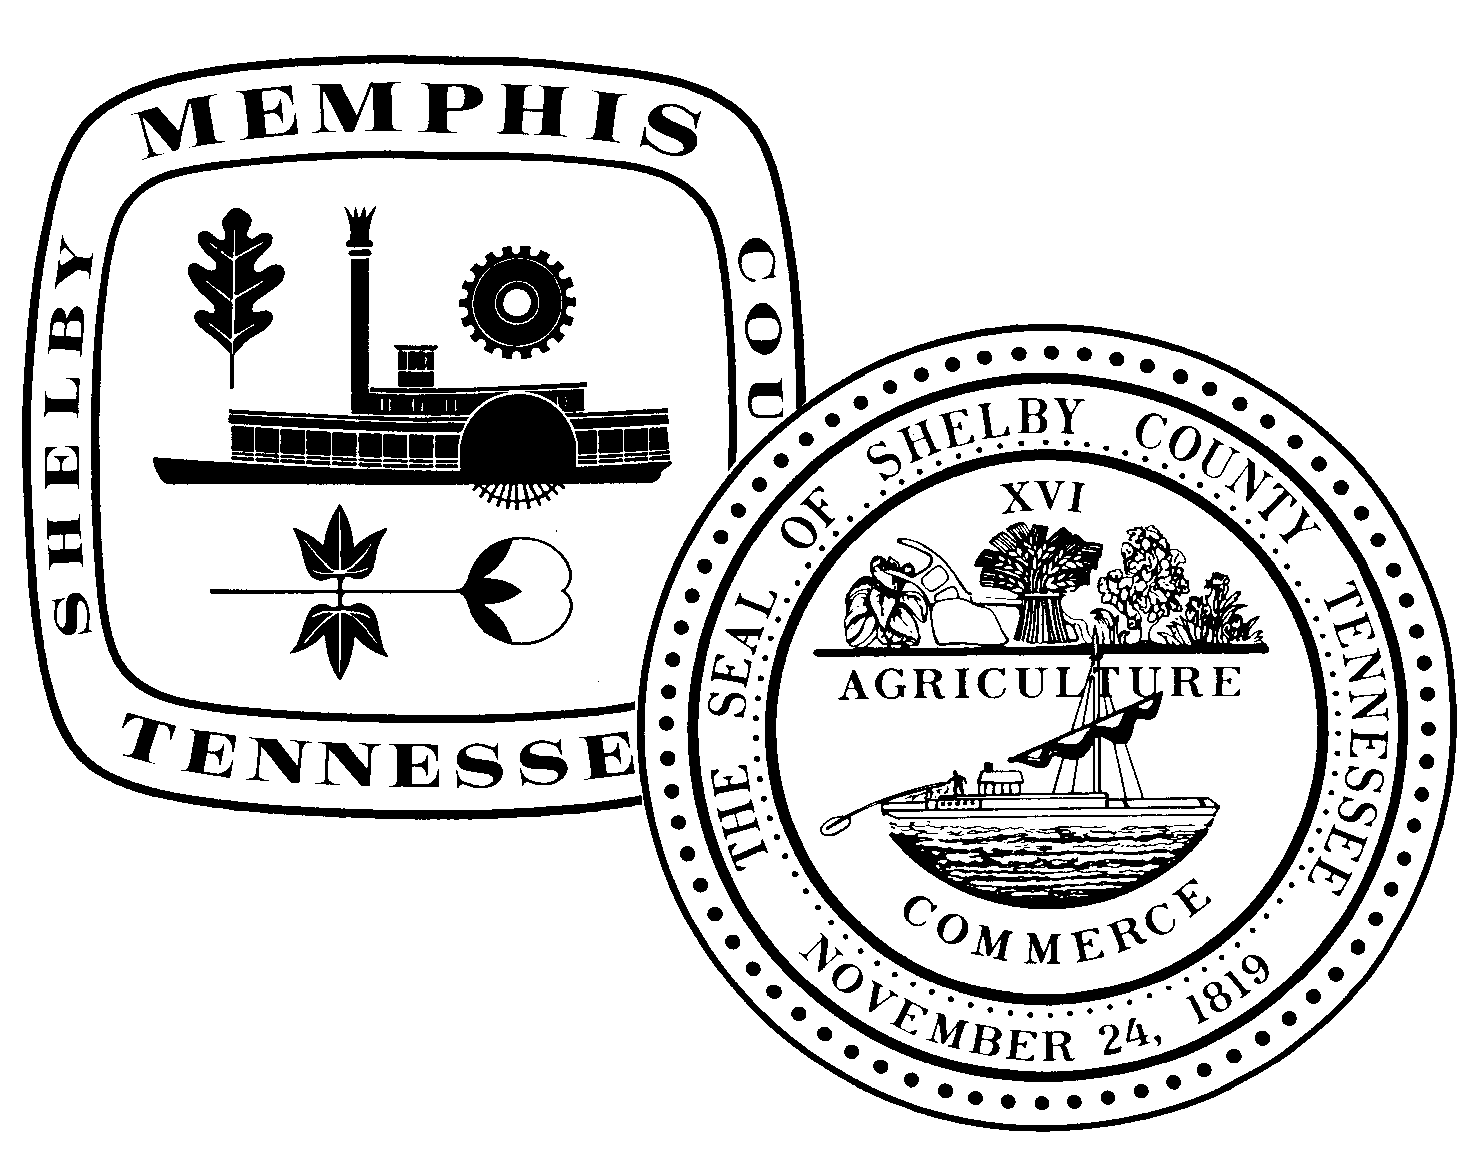 MEMPHIS
SHELBY
COU
TENNESSE
THE SEAL OF SHELBY COUNTY TENNESSEE
XVI
AGRICULTURE
COMMERCE
NOVEMBER 24, 1819